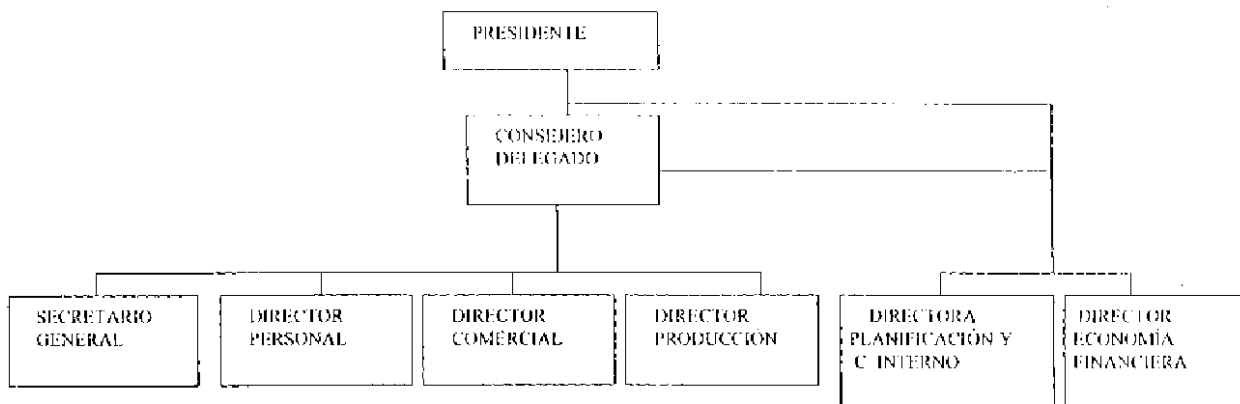 PRESIDENTE
CONSEJERO
DELEGADO
SECRETARIO
GENERAL
DIRECTOR
PERSONAL
DIRECTOR
COMERCIAL
DIRECTOR
PRODUCCIÓN
DIRECTORA
PLANIFICACIÓN Y
C INTERNO
DIRECTOR
ECONOMÍA
FINANCIERA